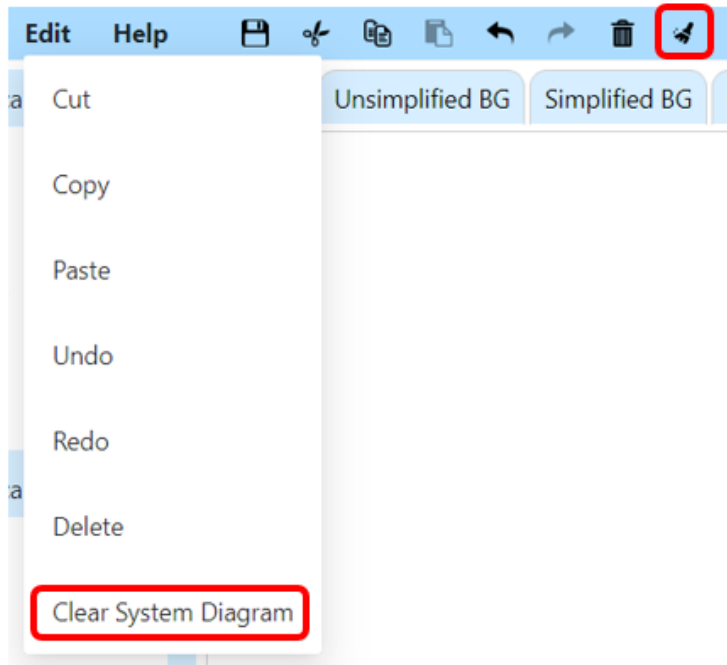 Edit Help
Cut
Unsimplified BG Simplified BG
Copy
Paste
Undo
Redo
Delete
Clear System Diagram